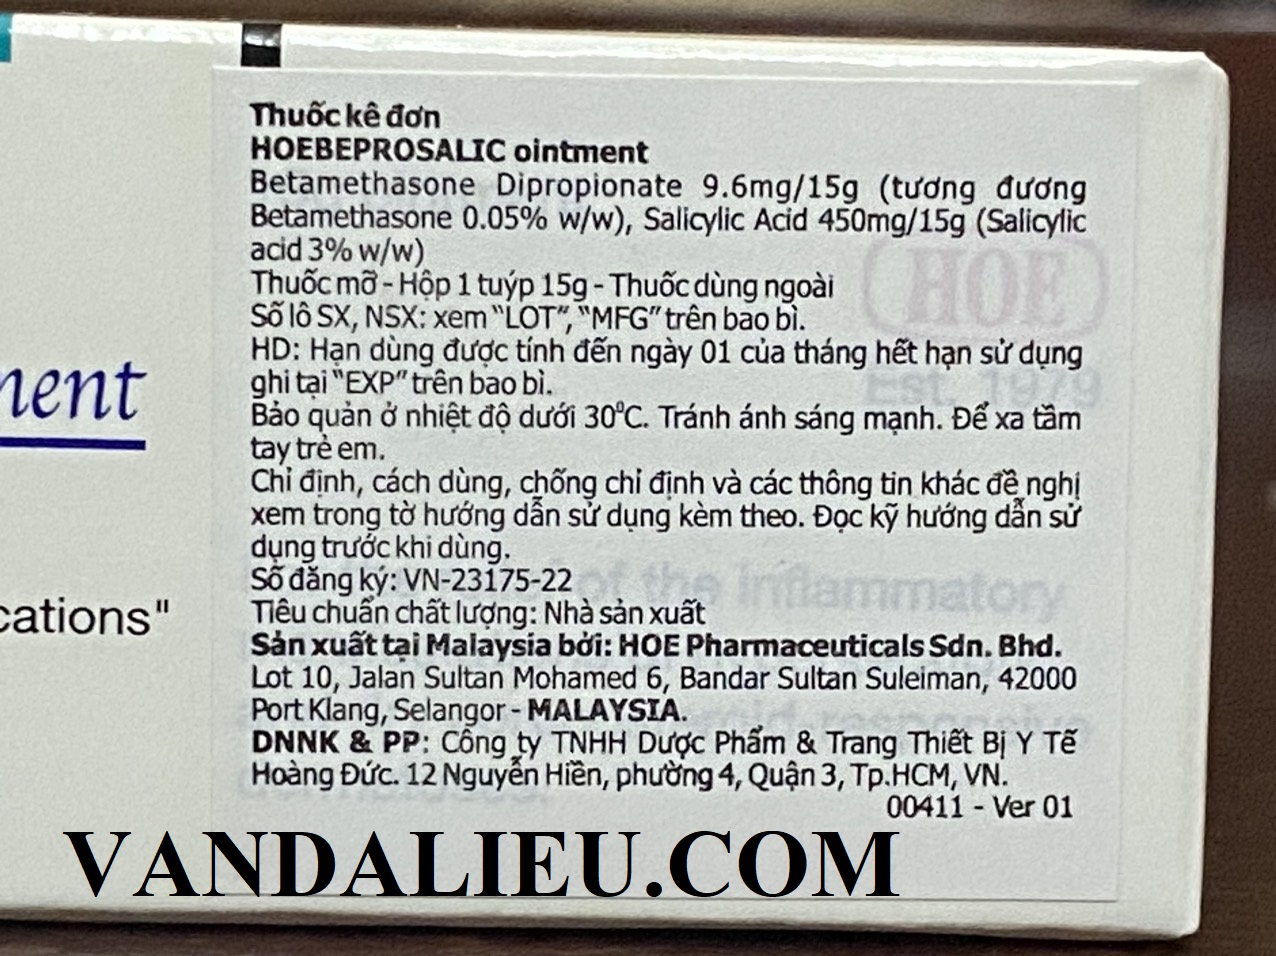 Thuốc kê đơn
HOEBEPROSALIC ointment
Betamethasone Dipropionate 9.6mg/15g (tương đương
Betamethasone 0.05% w/w), Salicylic Acid 450mg/15g (Salicylic
acid 3% w/w)
Thuốc mỡ - Hộp 1 tuýp 15g - Thuốc dùng ngoài
Số lô SX, NSX: xem "LOT", "MFG" trên bao bì.
HD: Hạn dùng được tính đến ngày 01 của tháng hết hạn sử dụng
ghi tại "EXP" trên bao bì.
Bảo quản ở nhiệt độ dưới 30⁰C. Tránh ánh sáng mạnh. Để xa tầm
tay trẻ em.
Chỉ định, cách dùng, chống chỉ định và các thông tin khác đề nghị
xem trong tờ hướng dẫn sử dụng kèm theo. Đọc kỹ hướng dẫn sử
dụng trước khi dùng.
Số đăng ký: VN-23175-22
Tiêu chuẩn chất lượng: Nhà sản xuất
Sản xuất tại Malaysia bởi: HOE Pharmaceuticals Sdn. Bhd.
Lot 10, Jalan Sultan Mohamed 6, Bandar Sultan Suleiman, 42000
Port Klang, Selangor - MALAYSIA.
DNNK & PP: Công ty TNHH Dược Phẩm & Trang Thiết Bị Y Tế
Hoàng Đức. 12 Nguyễn Hiền, phường 4, Quận 3, Tp.HCM, VN.
00411 - Ver 01
HOE
Est. 1979
of the inflammatory
ment
cations"
VANDALIEU.COM